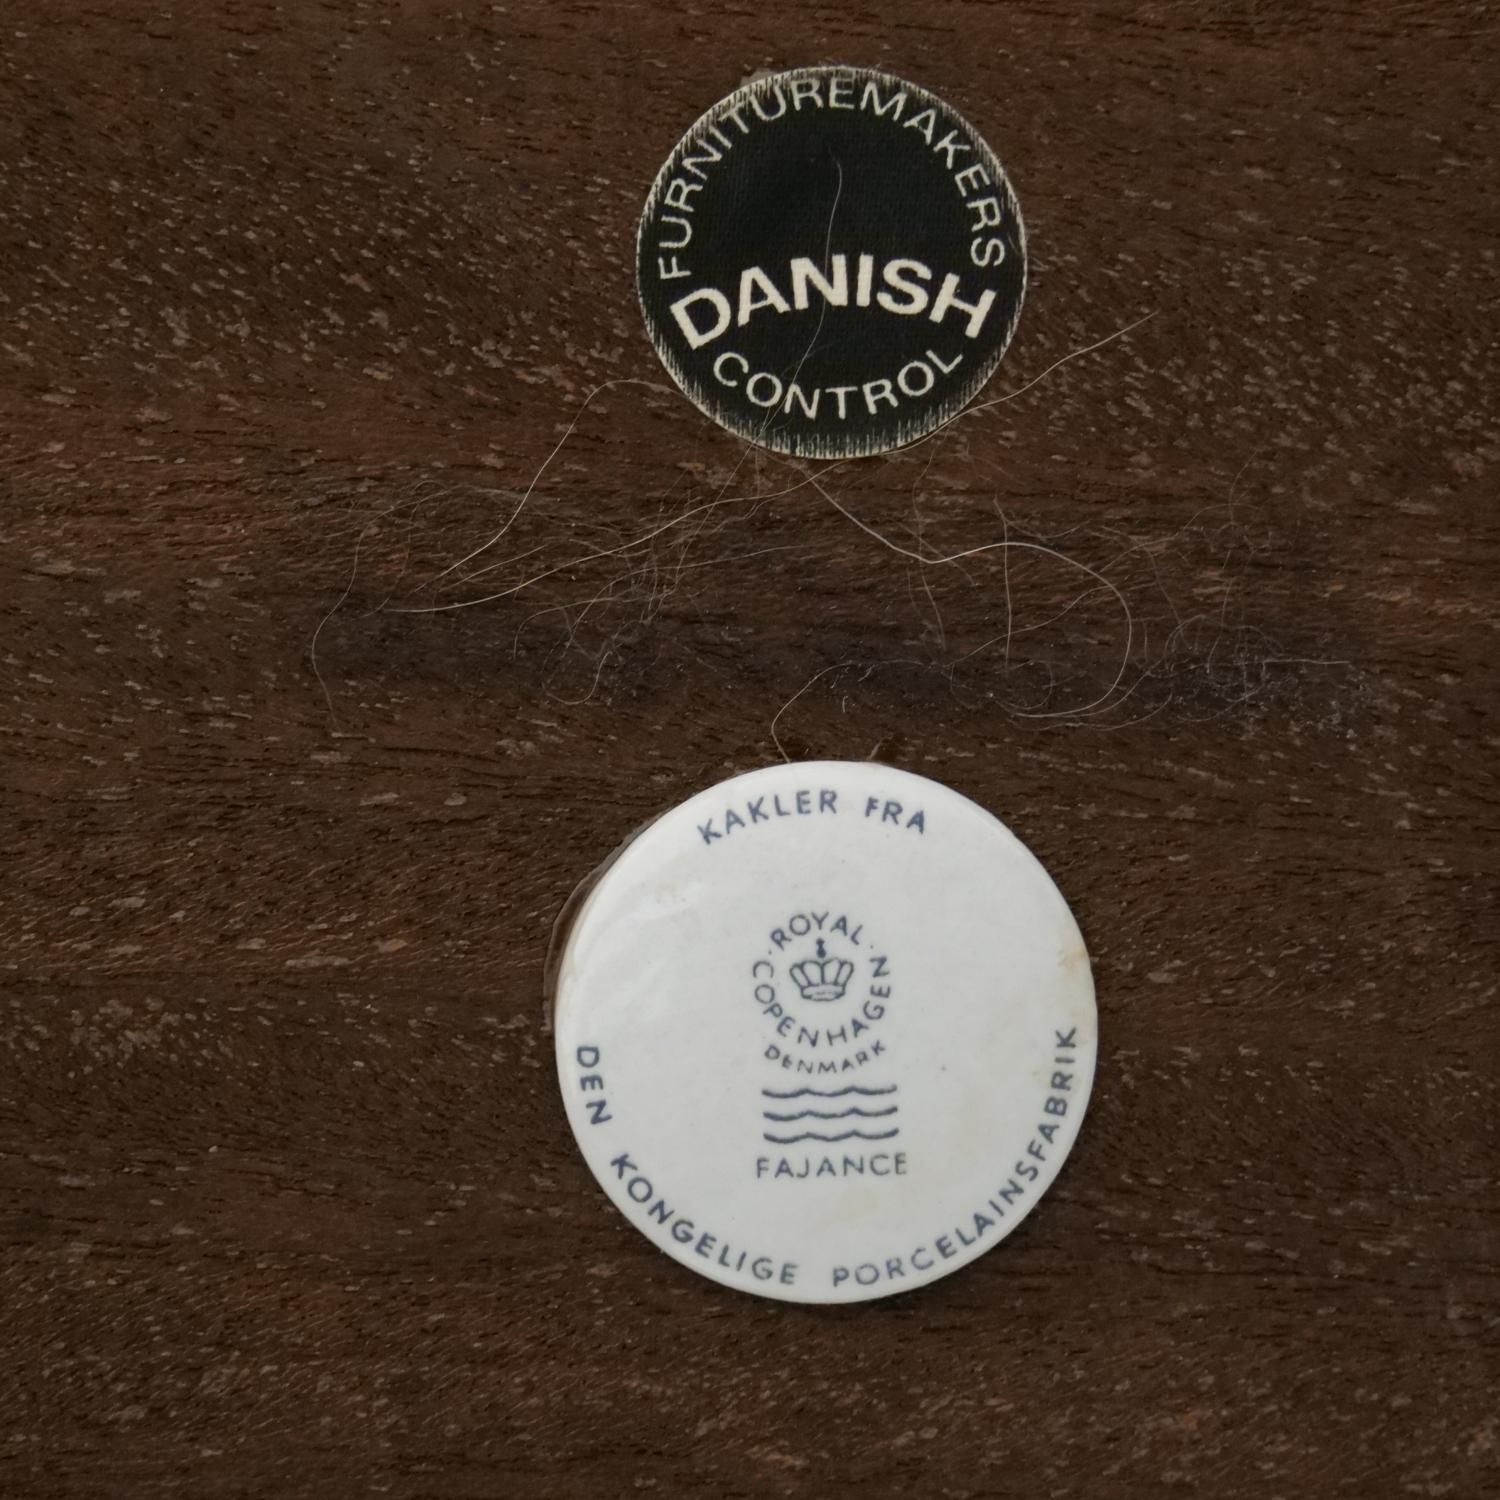 FURNITUREMAKERS
DANISH
CONTROL
KAKLER FRA
ROYAL
COPENHAGEN
DENMARK
FAJANCE
DEN KONGELIGE PORCELAINSFABRIK